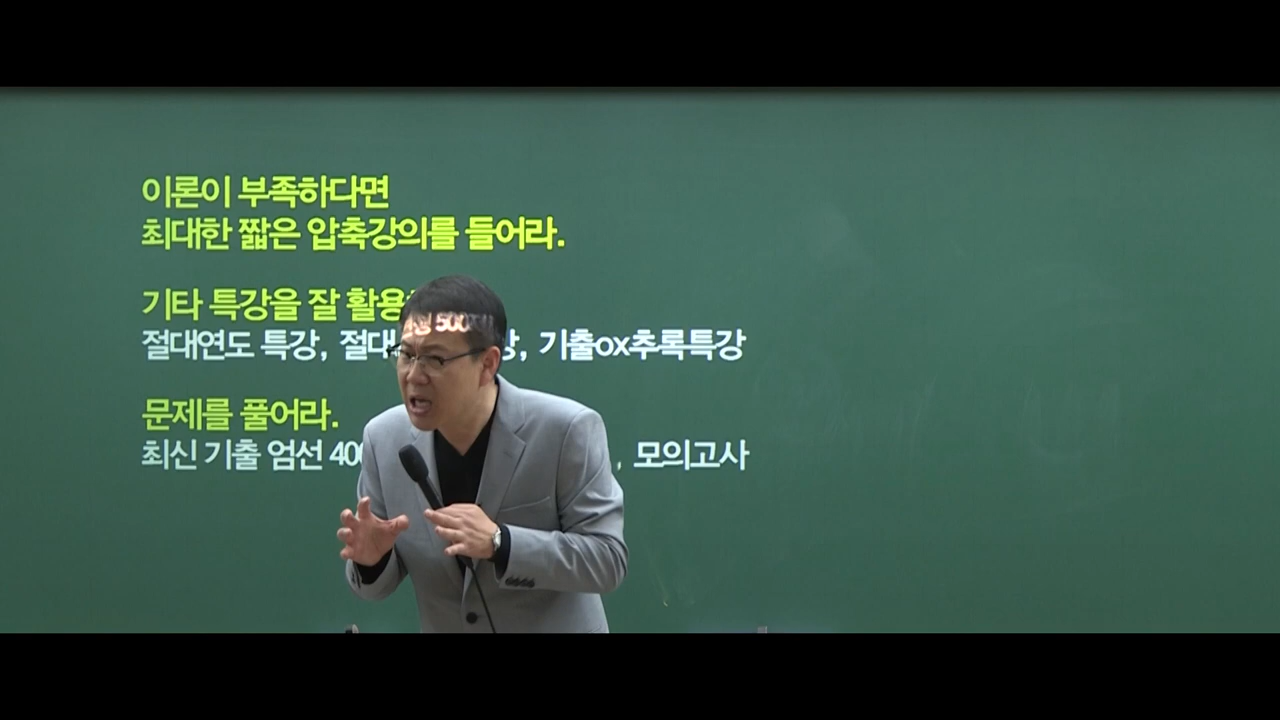 이론이 부족하다면
최대한 짧은 압축강의를 들어라.
기타 특강을 잘 활용
절대연도 특강, 절대 강, 기출ox추록특강
문제를 풀어라.
최신 기출 엄선 400 500 , 모의고사